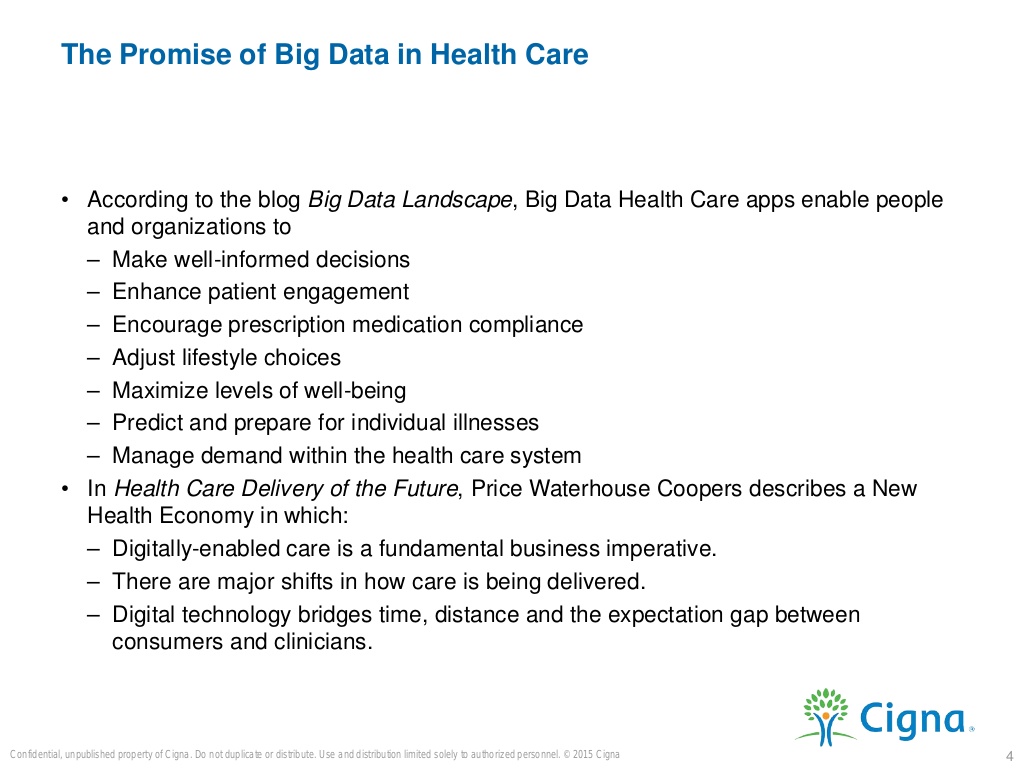 The Promise of Big Data in Health Care
• According to the blog Big Data Landscape, Big Data Health Care apps enable people
and organizations to
– Make well-informed decisions
– Enhance patient engagement
– Encourage prescription medication compliance
– Adjust lifestyle choices
– Maximize levels of well-being
– Predict and prepare for individual illnesses
– Manage demand within the health care system
• In Health Care Delivery of the Future, Price Waterhouse Coopers describes a New
Health Economy in which:
– Digitally-enabled care is a fundamental business imperative.
– There are major shifts in how care is being delivered.
– Digital technology bridges time, distance and the expectation gap between
consumers and clinicians.
Cigna®
Confidential, unpublished property of Cigna. Do not duplicate or distribute. Use and distribution limited solely to authorized personnel. © 2015 Cigna
4